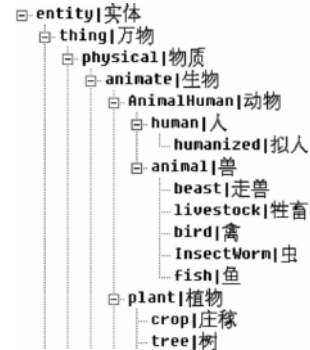 entity|实体
thing|万物
physical|物质
animate|生物
AnimalHuman|动物
human|人
humanized|拟人
animal|兽
beast|走兽
livestock|牲畜
bird|禽
InsectWorm|虫
fish|鱼
plant|植物
crop|庄稼
tree|树